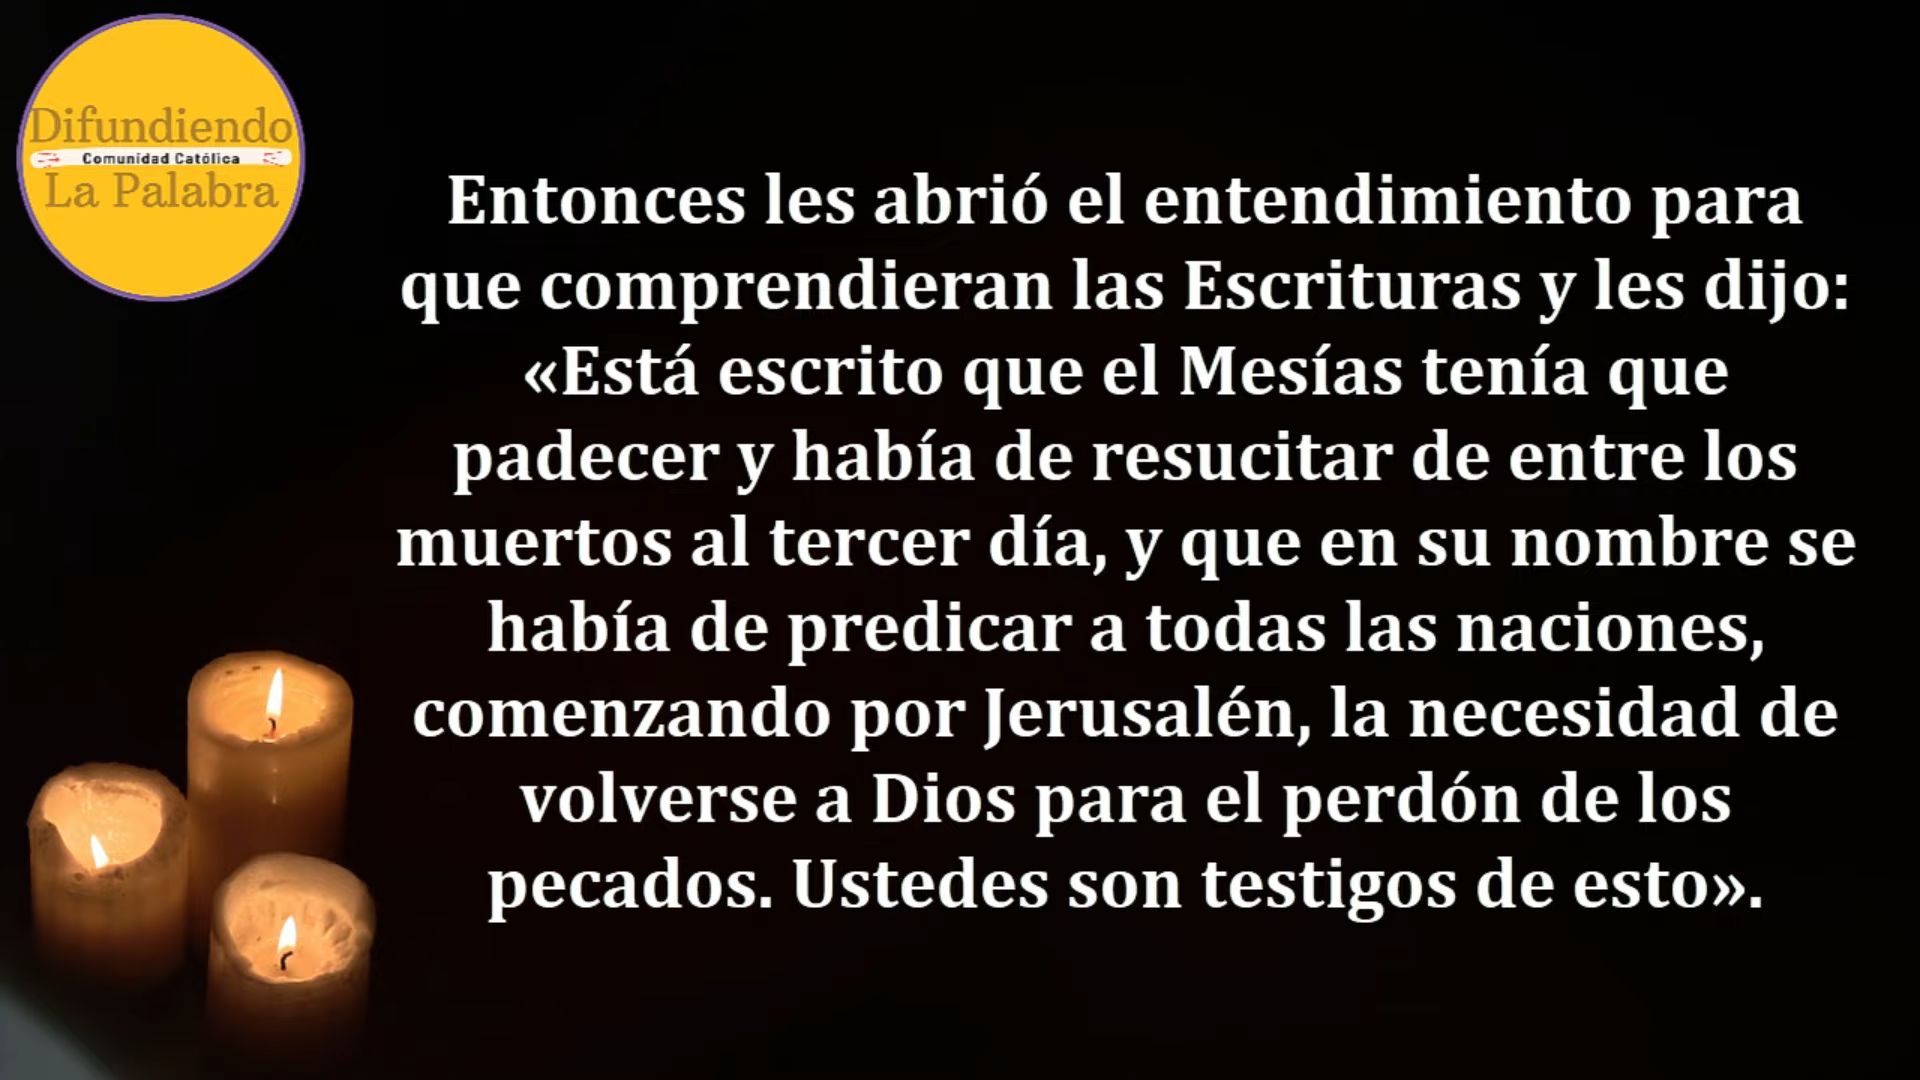 Difundiendo
Comunidad Católica
La Palabra
Entonces les abrió el entendimiento para
que comprendieran las Escrituras y les dijo:
«Está escrito que el Mesías tenía que
padecer y había de resucitar de entre los
muertos al tercer día, y que en su nombre se
había de predicar a todas las naciones,
comenzando por Jerusalén, la necesidad de
volverse a Dios para el perdón de los
pecados. Ustedes son testigos de esto».